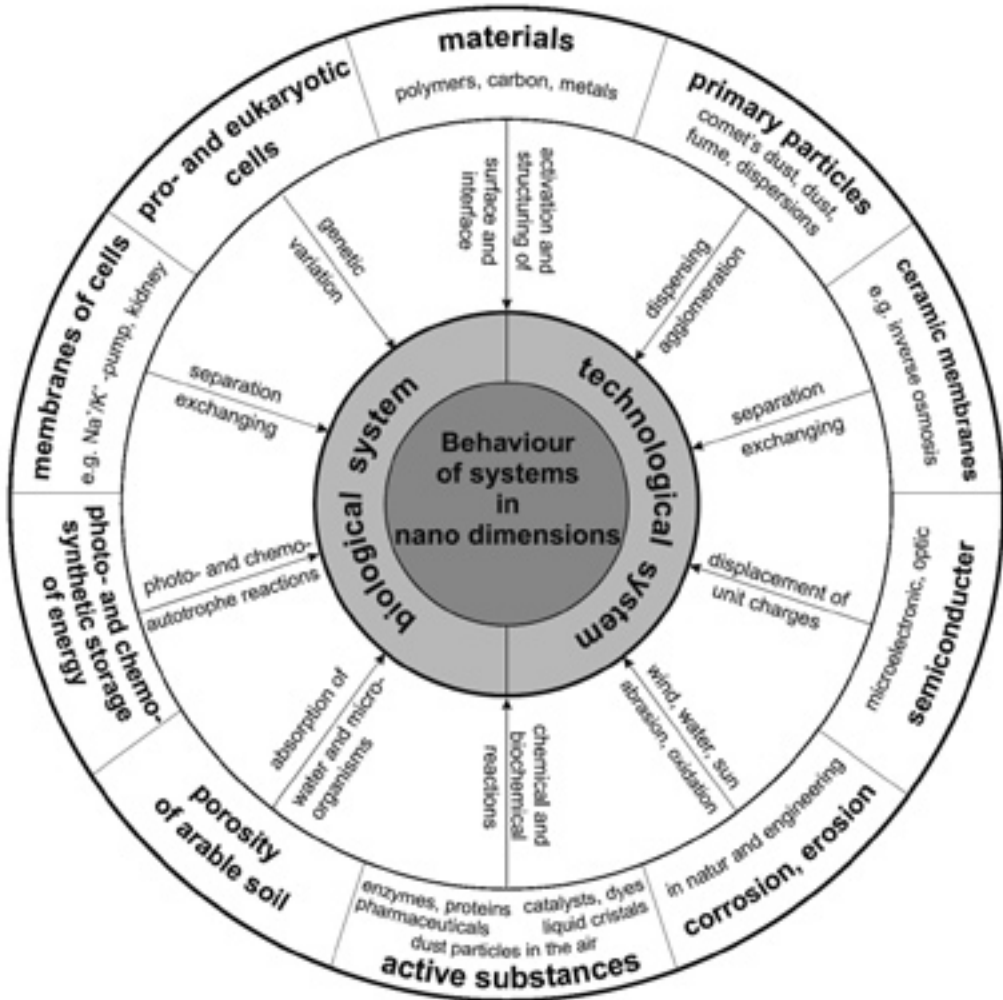 materials
polymers, carbon, metals
activation and
structuring of
surface and
interface
primary particles
comet's dust, dust,
fume, dispersions
dispersing
agglomeration
ceramic membranes
e.g. inverse osmosis
separation
exchanging
semiconducter
microelectronic, optic
displacement of
unit charges
corrosion, erosion
in natur and engineering
wind, water, sun
abrasion, oxidation
chemical and
biochemical
reactions
enzymes, proteins
pharmaceuticals
catalysts, dyes
liquid cristals
dust particles in the air
active substances
porosity
of arable soil
absorption of
water and micro-
organisms
photo- and chemo-
synthetic storage
of energy
photo- and chemo-
autotrophe reactions
membranes of cells
e.g. Na⁺/K⁺ -pump, kidney
separation
exchanging
pro- and eukaryotic
cells
genetic
variation
biological system
technological system
Behaviour
of systems
in
nano dimensions